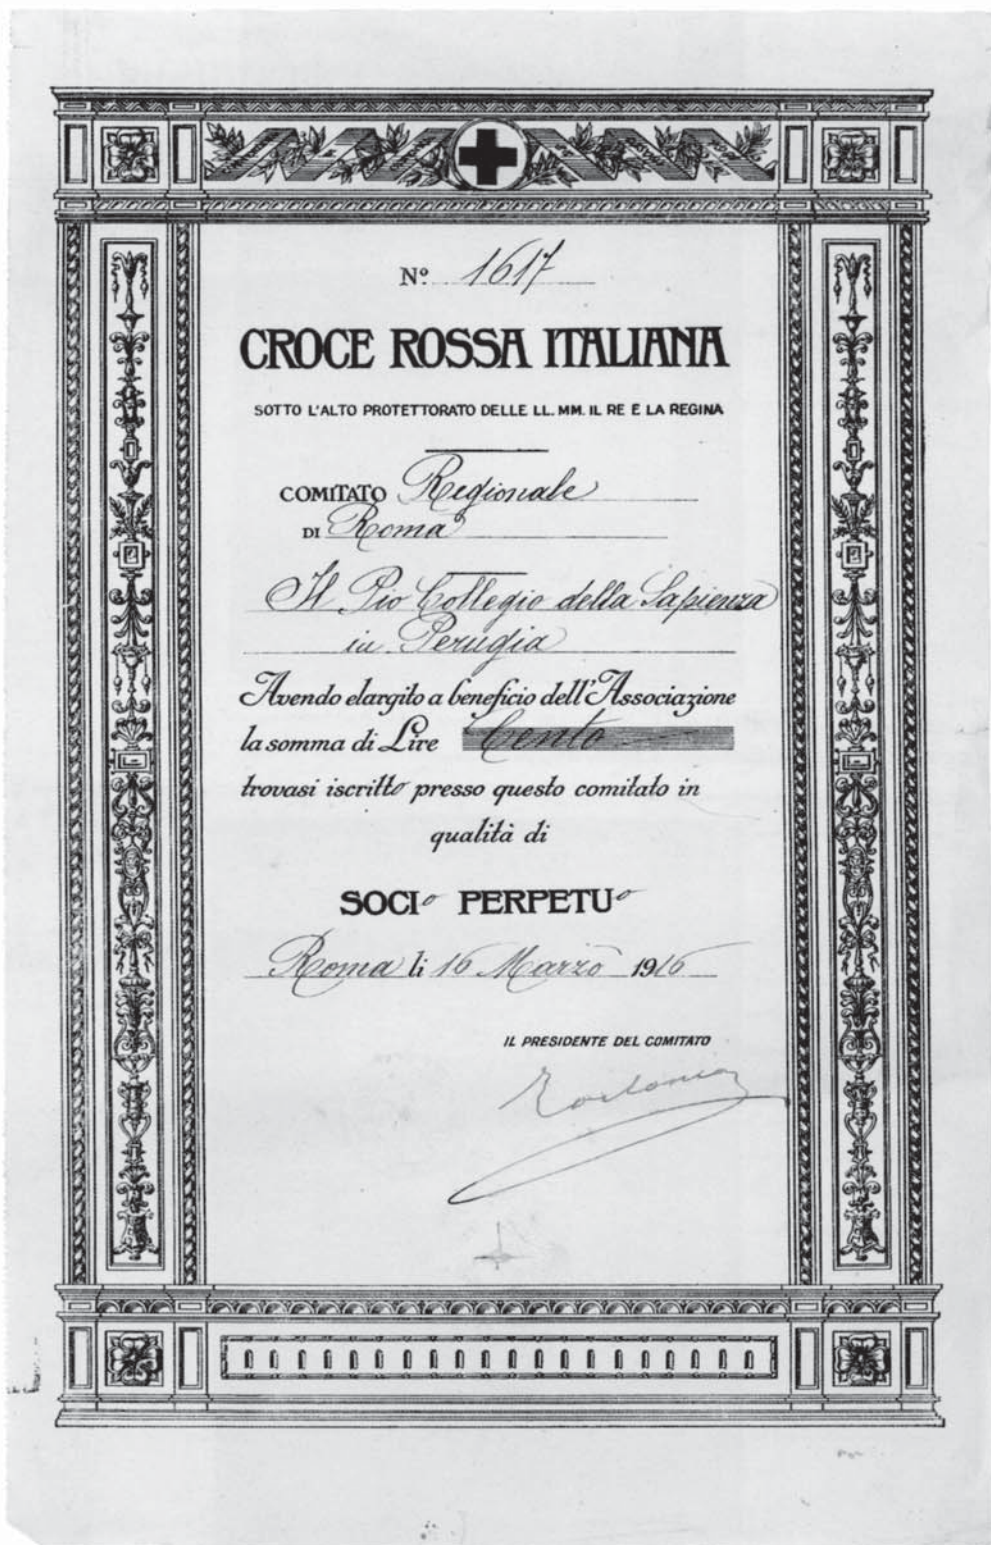 Nº 1617
CROCE ROSSA ITALIANA
SOTTO L'ALTO PROTETTORATO DELLE LL. MM. IL RE E LA REGINA
COMITATO Regionale
DI Roma
Il Pio Collegio della Sapienza
in Perugia
Avendo elargito a beneficio dell'Associazione
la somma di Lire Cento
trovasi iscritto presso questo comitato in
qualità di
SOCIo PERPETUo
Roma li 16 Marzo 1916
IL PRESIDENTE DEL COMITATO